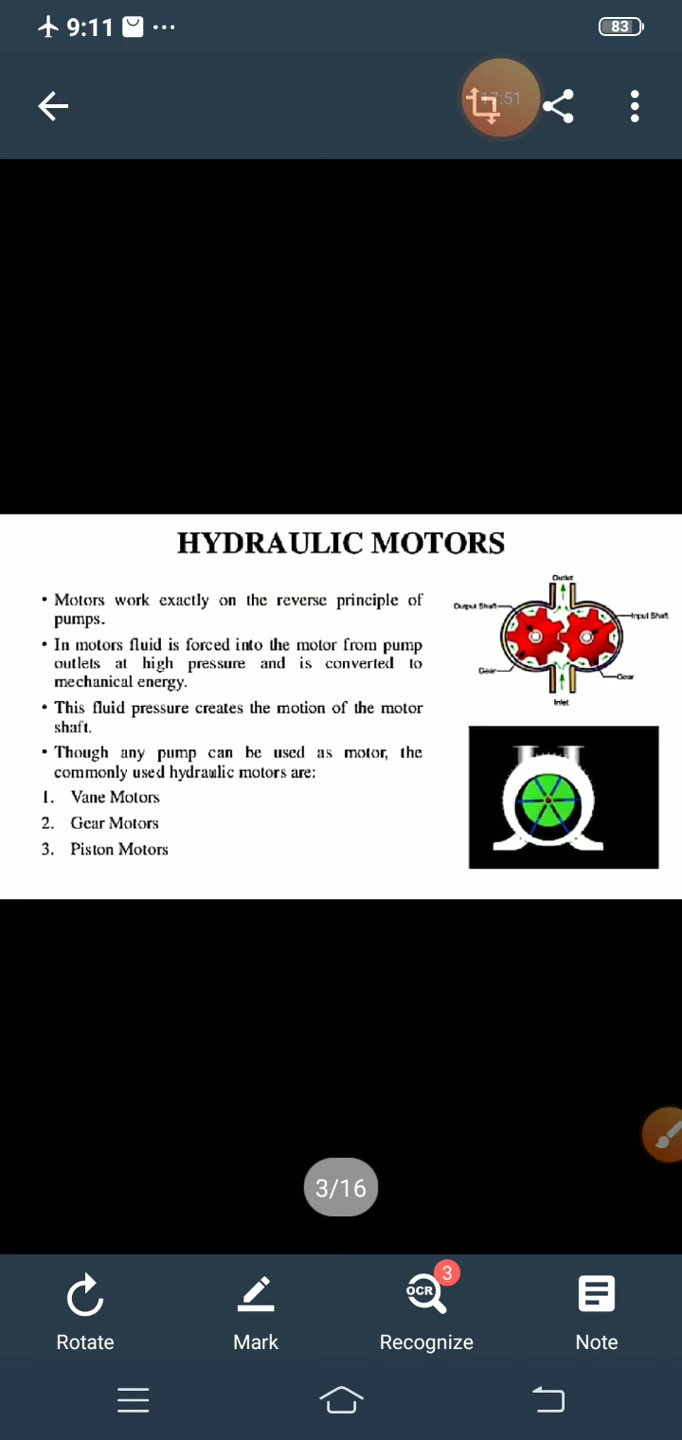 9:11
83
17:51
HYDRAULIC MOTORS
• Motors work exactly on the reverse principle of
pumps.
• In motors fluid is forced into the motor from pump
outlets at high pressure and is converted to
mechanical energy.
• This fluid pressure creates the motion of the motor
shaft.
• Though any pump can be used as motor, the
commonly used hydraulic motors are:
1. Vane Motors
2. Gear Motors
3. Piston Motors
Outlet
Output Shaft
Input Shaft
Gear
Gear
Inlet
3/16
3
OCR
Rotate
Mark
Recognize
Note